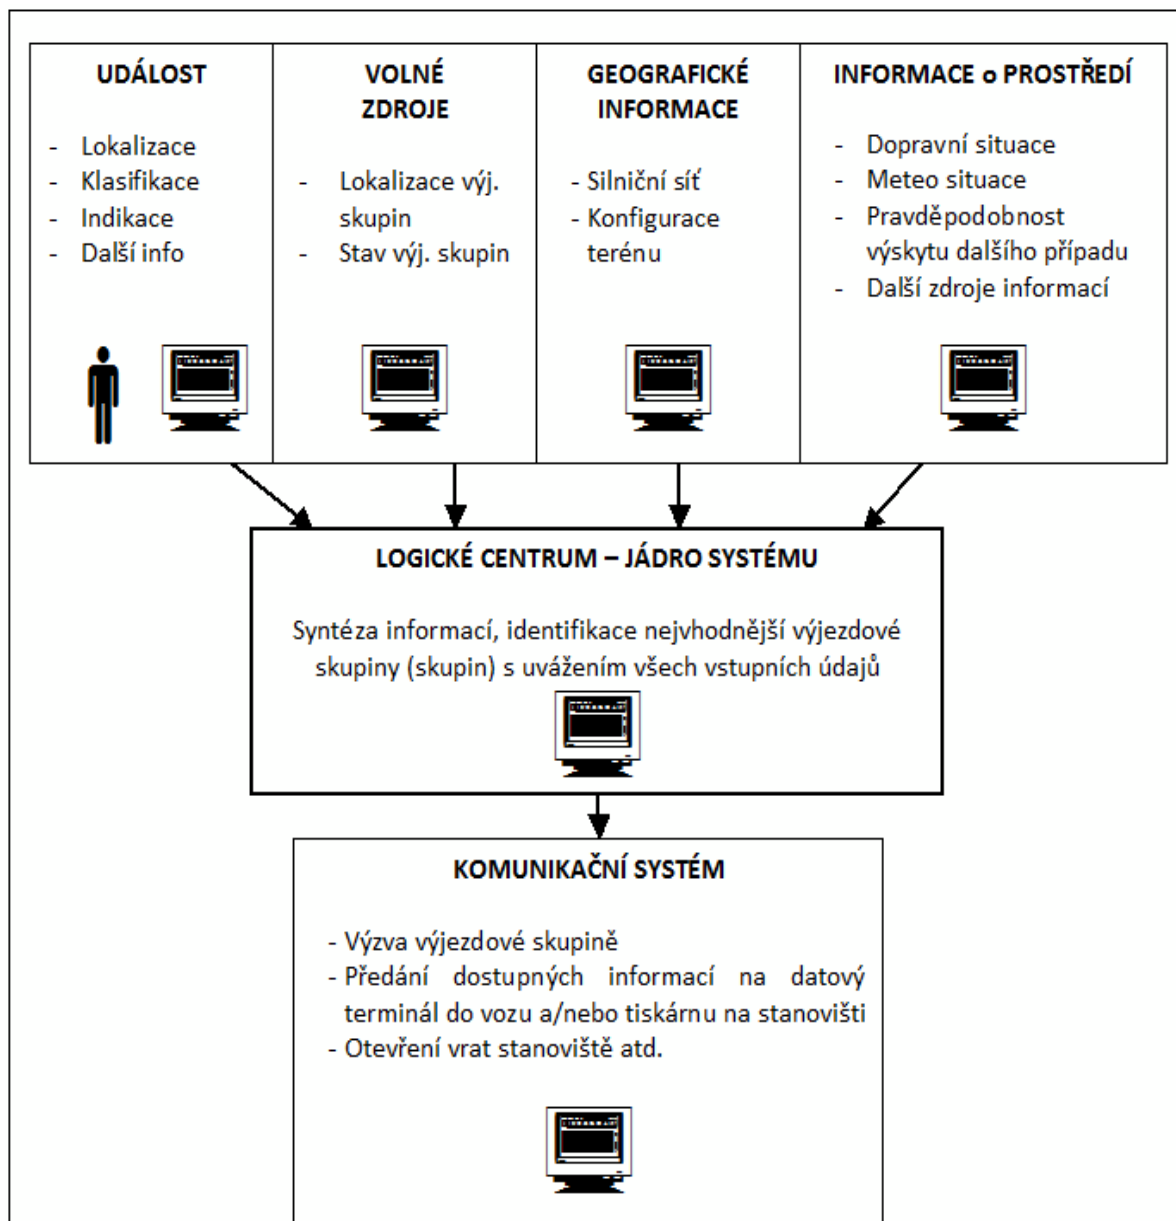 UDÁLOST
- Lokalizace
- Klasifikace
- Indikace
- Další info
VOLNÉ
ZDROJE
- Lokalizace výj.
skupin
- Stav výj. skupin
GEOGRAFICKÉ
INFORMACE
- Silniční síť
- Konfigurace
terénu
INFORMACE o PROSTŘEDÍ
- Dopravní situace
- Meteo situace
- Pravděpodobnost
výskytu dalšího případu
- Další zdroje informací
LOGICKÉ CENTRUM – JÁDRO SYSTÉMU
Syntéza informací, identifikace nejvhodnější výjezdové
skupiny (skupin) s uvážením všech vstupních údajů
KOMUNIKAČNÍ SYSTÉM
- Výzva výjezdové skupině
- Předání dostupných informací na datový
terminál do vozu a/nebo tiskárnu na stanovišti
- Otevření vrat stanoviště atd.